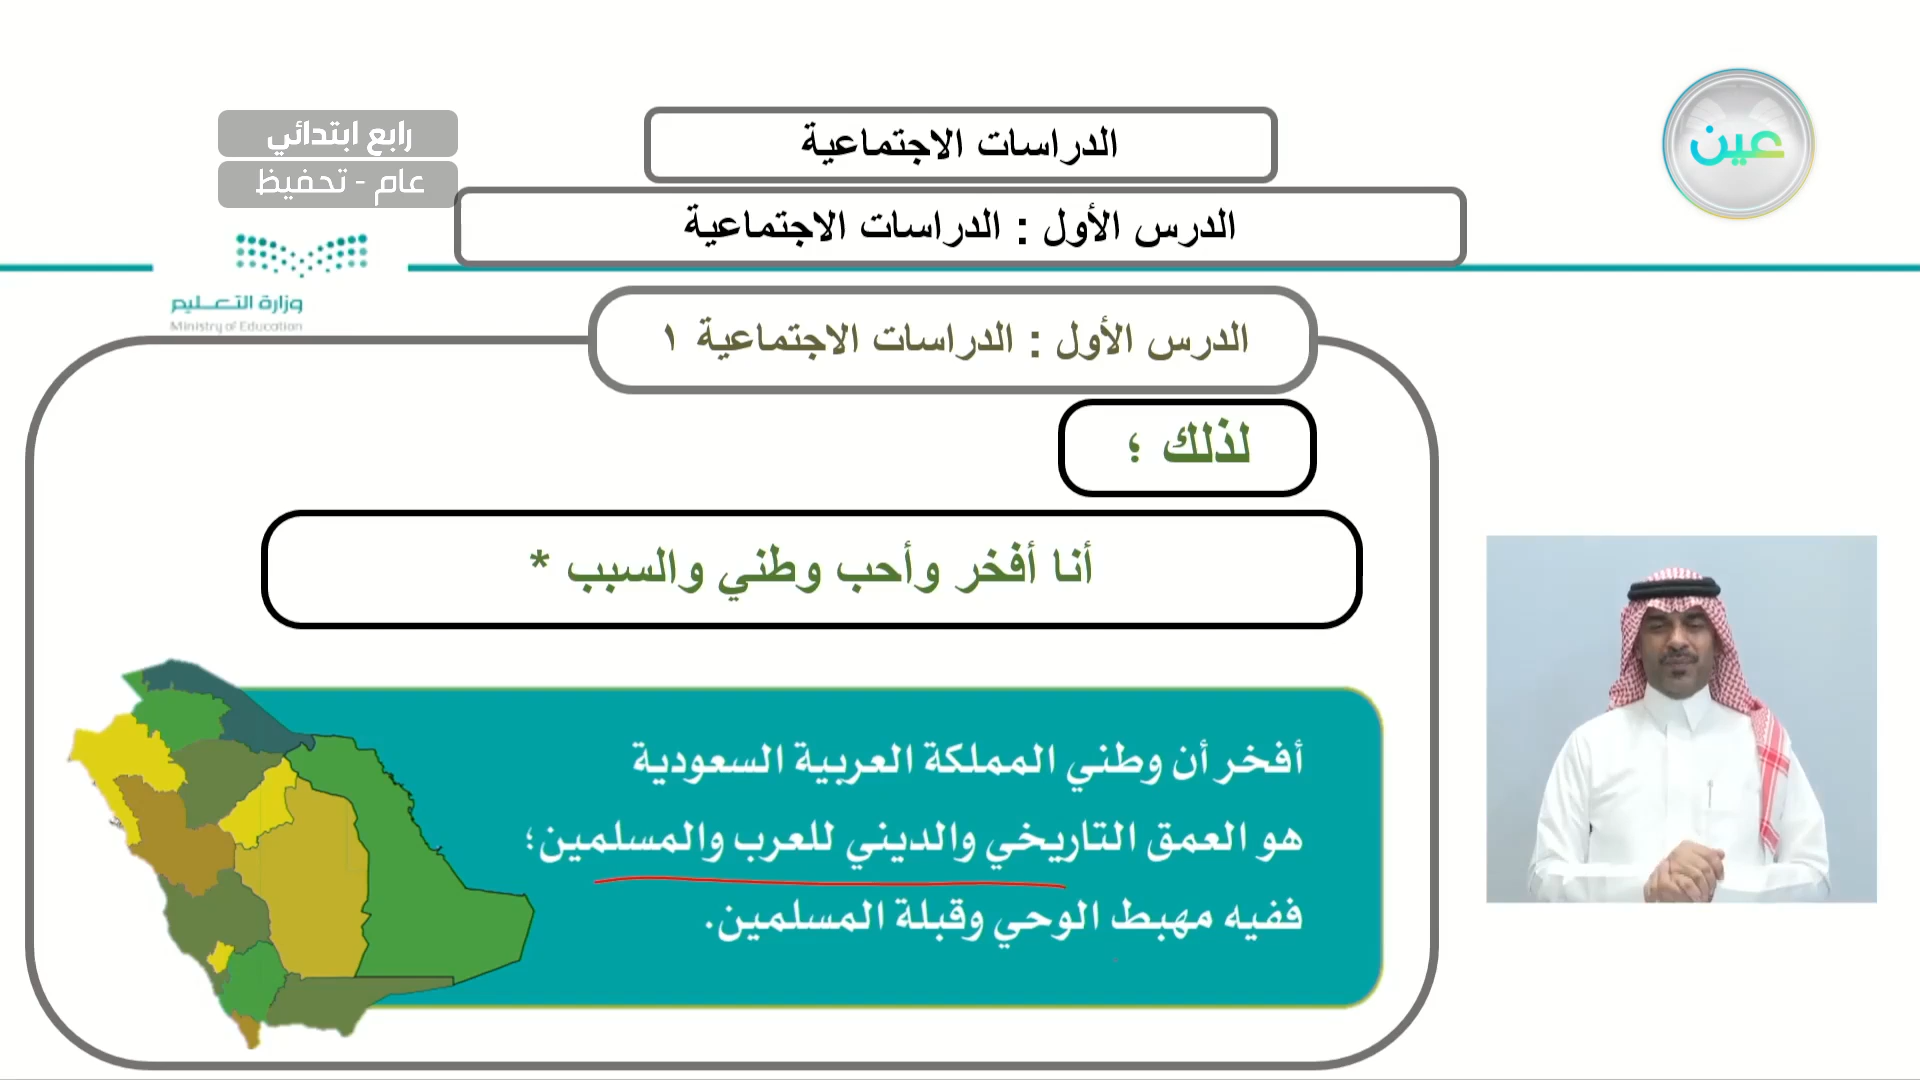 عين
الدراسات الاجتماعية
رابع ابتدائي
عام - تحفيظ
الدرس الأول : الدراسات الاجتماعية
وزارة التعليم
Ministry of Education
الدرس الأول : الدراسات الاجتماعية ١
لذلك ؛
أنا أفخر وأحب وطني والسبب *
أفخر أن وطني المملكة العربية السعودية
هو العمق التاريخي والديني للعرب والمسلمين؛
ففيه مهبط الوحي وقبلة المسلمين.